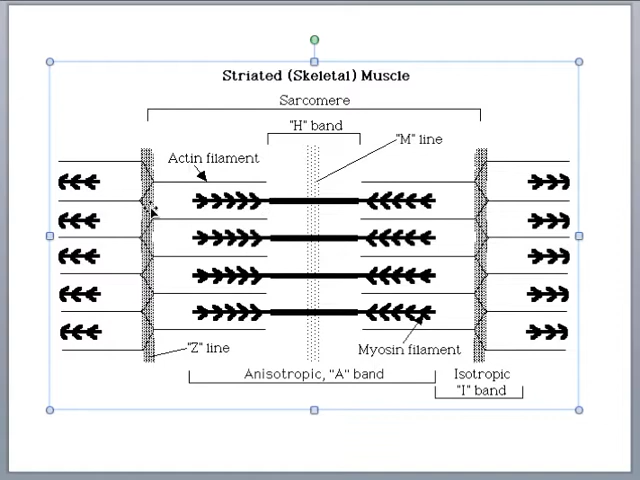 Striated (Skeletal) Muscle
Sarcomere
"H" band
"M" line
Actin filament
"Z" line
Myosin filament
Anisotropic, "A" band
Isotropic
"I" band